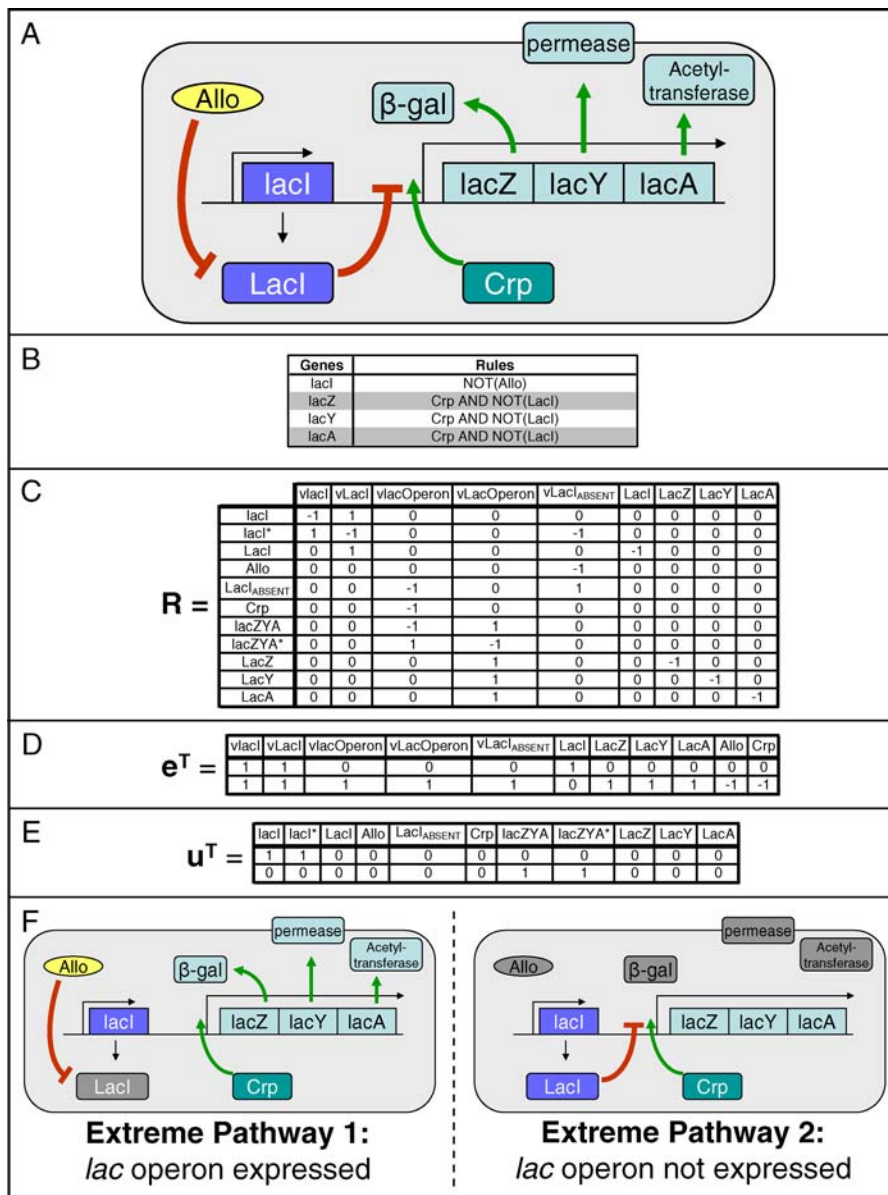 A
permease
Allo
β-gal
Acetyl-
transferase
lacI
lacZ
lacY
lacA
LacI
Crp
B
Genes Rules
lacI NOT(Allo)
lacZ Crp AND NOT(LacI)
lacY Crp AND NOT(LacI)
lacA Crp AND NOT(LacI)
C
R =
vlacI vLacI vlacOperon vLacOperon vLacI_ABSENT LacI LacZ LacY LacA
lacI -1 1 0 0 0 0 0 0 0
lacI* 1 -1 0 0 -1 0 0 0 0
LacI 0 1 0 0 0 -1 0 0 0
Allo 0 0 0 0 -1 0 0 0 0
LacI_ABSENT 0 0 -1 0 1 0 0 0 0
Crp 0 0 -1 0 0 0 0 0 0
lacZYA 0 0 -1 1 0 0 0 0 0
lacZYA* 0 0 1 -1 0 0 0 0 0
LacZ 0 0 0 1 0 0 -1 0 0
LacY 0 0 0 1 0 0 0 -1 0
LacA 0 0 0 1 0 0 0 0 -1
D
e^T =
vlacI vLacI vlacOperon vLacOperon vLacI_ABSENT LacI LacZ LacY LacA Allo Crp
1 1 0 0 0 1 0 0 0 0 0
1 1 1 1 1 0 1 1 1 -1 -1
E
u^T =
lacI lacI* LacI Allo LacI_ABSENT Crp lacZYA lacZYA* LacZ LacY LacA
1 1 0 0 0 0 0 0 0 0 0
0 0 0 0 0 0 1 1 0 0 0
F
permease
Allo
β-gal
Acetyl-
transferase
lacI
lacZ
lacY
lacA
LacI
Crp
Extreme Pathway 1:
lac operon expressed
permease
Allo
β-gal
Acetyl-
transferase
lacI
lacZ
lacY
lacA
LacI
Crp
Extreme Pathway 2:
lac operon not expressed